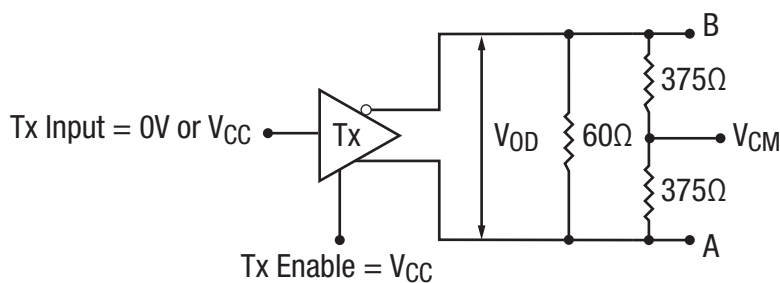 B
375Ω
Tx Input = 0V or VCC
Tx
VOD
60Ω
VCM
375Ω
A
Tx Enable = VCC